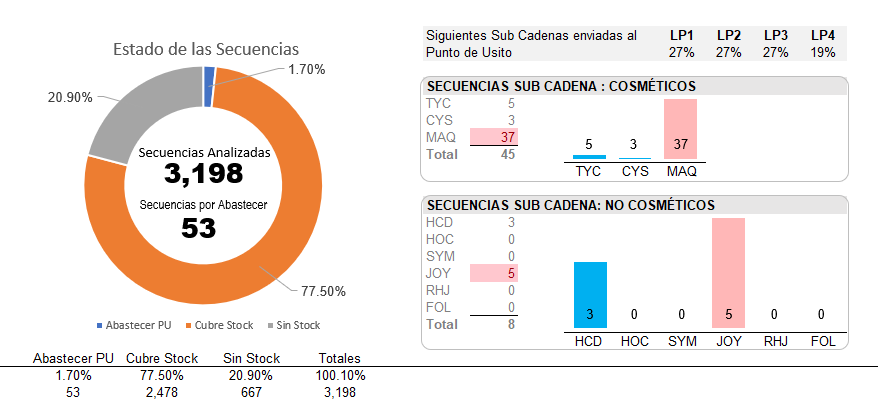 Estado de las Secuencias
1.70%
20.90%
Secuencias Analizadas
3,198
Secuencias por Abastecer
53
77.50%
Abastecer PU Cubre Stock Sin Stock
Abastecer PU Cubre Stock Sin Stock Totales
1.70% 77.50% 20.90% 100.10%
53 2,478 667 3,198
Siguientes Sub Cadenas enviadas al LP1 LP2 LP3 LP4
Punto de Usito 27% 27% 27% 19%
SECUENCIAS SUB CADENA : COSMÉTICOS
TYC 5
CYS 3
MAQ 37
Total 45
5 3 37
TYC CYS MAQ
SECUENCIAS SUB CADENA: NO COSMÉTICOS
HCD 3
HOC 0
SYM 0
JOY 5
RHJ 0
FOL 0
Total 8
3 0 0 5 0 0
HCD HOC SYM JOY RHJ FOL